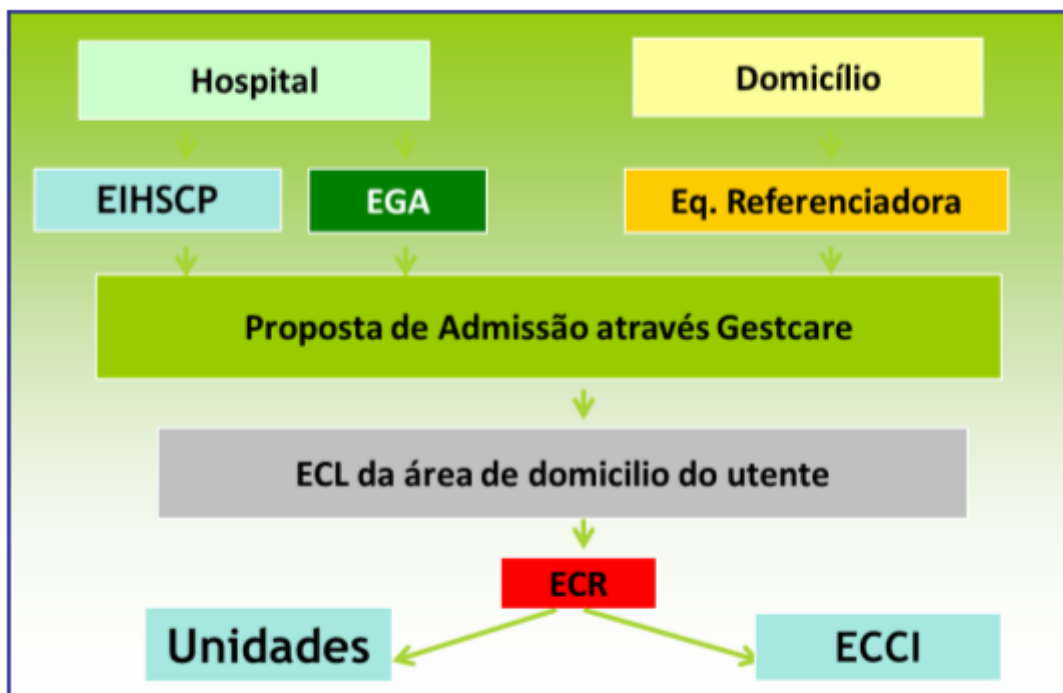 Hospital
Domicílio
EIHSCP
EGA
Eq. Referenciadora
Proposta de Admissão através Gestcare
ECL da área de domicilio do utente
ECR
Unidades
ECCI